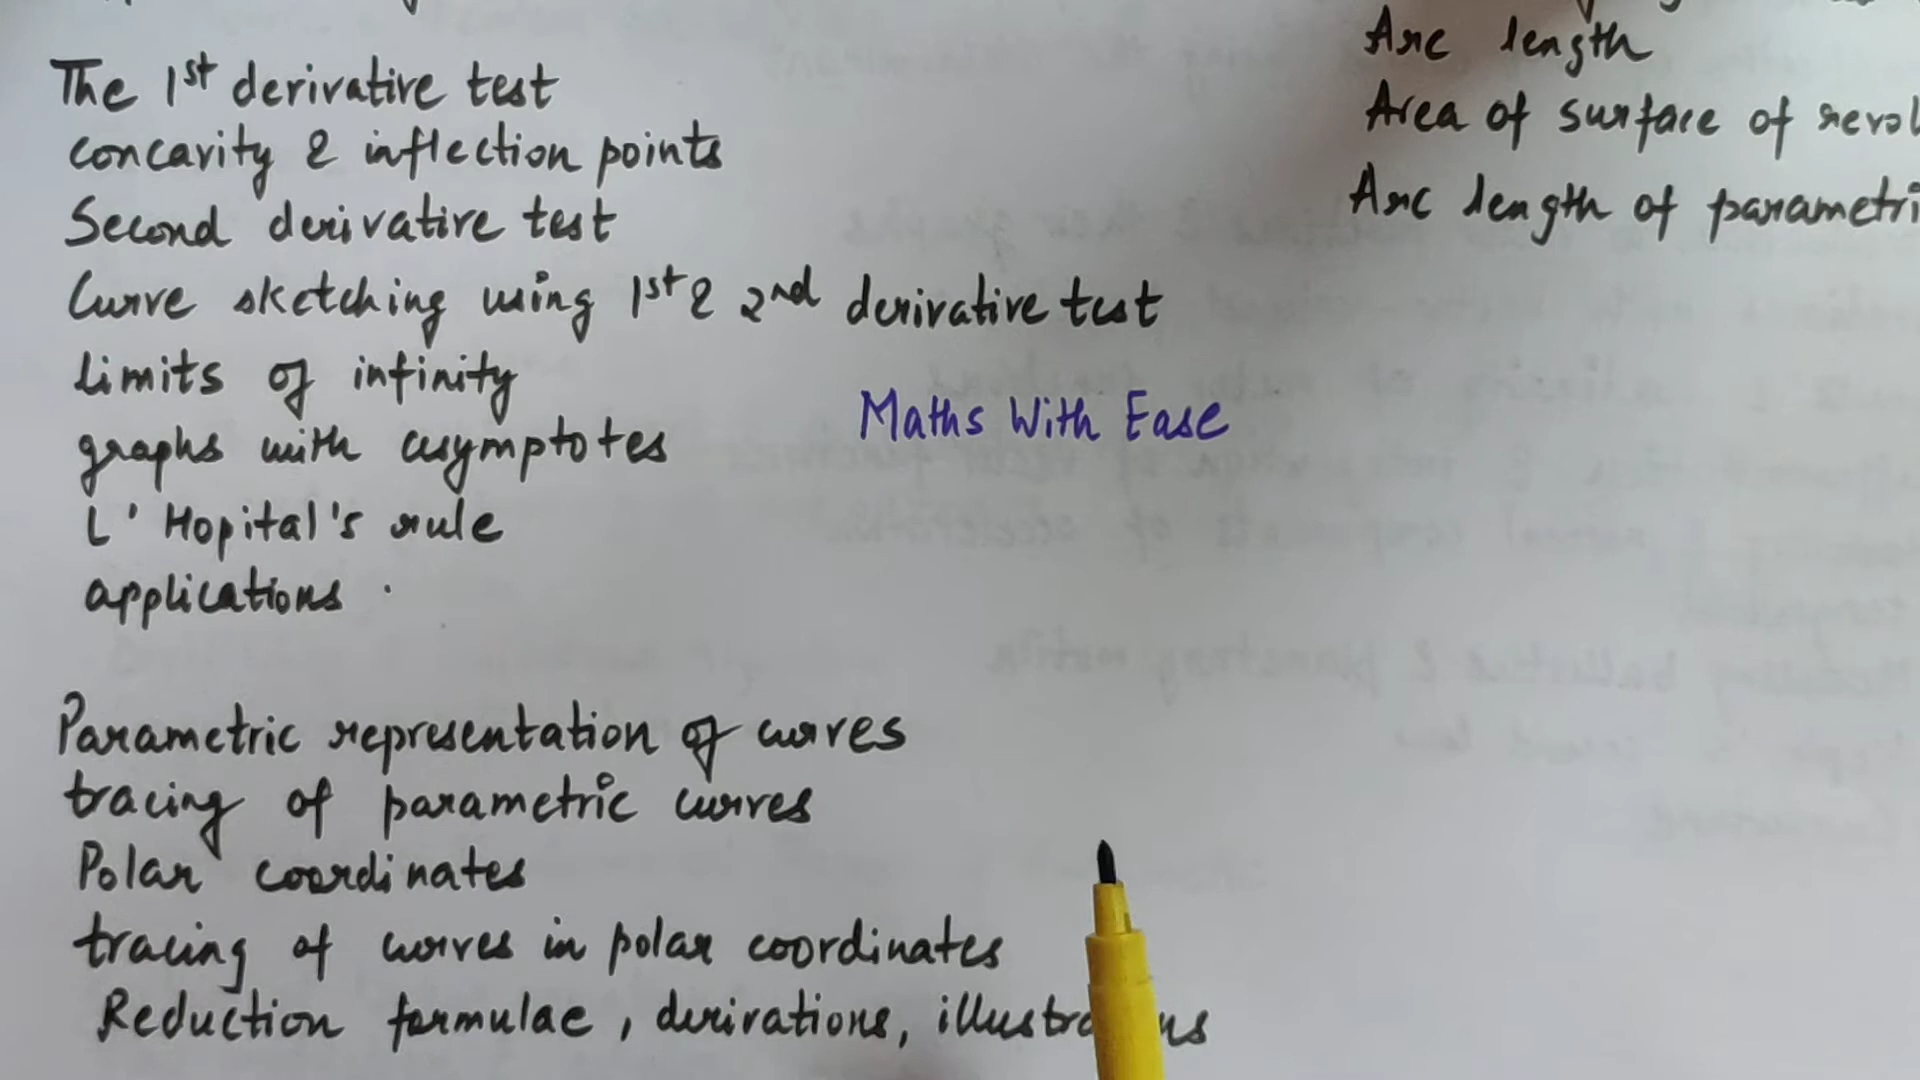 The 1st derivative test
concavity & inflection points
Second derivative test
Curve sketching using 1st & 2nd derivative test
limits of infinity
graphs with asymptotes
L' Hopital's rule
applications .
Maths With Ease
Parametric representation of curves
tracing of parametric curves
Polar coordinates
tracing of curves in polar coordinates
Reduction formulae, derivations,
Arc length
Area of surface of revol
Arc length of parametri